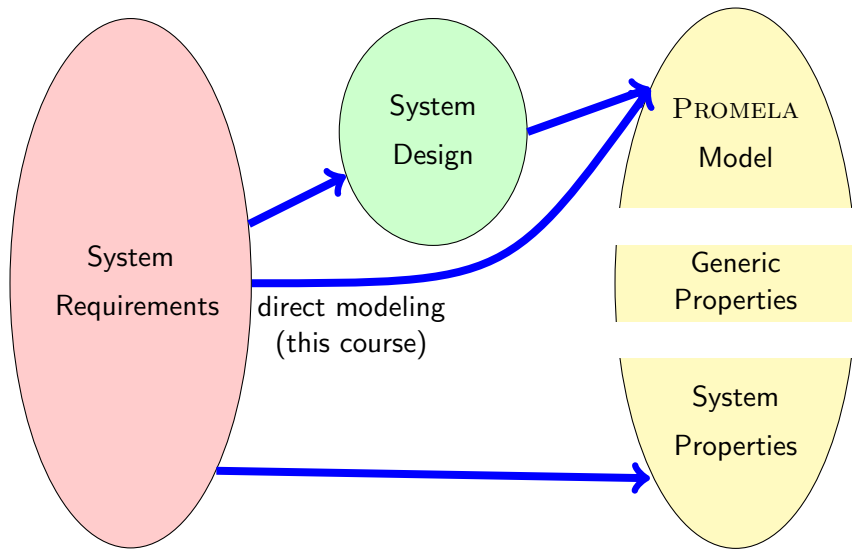 System
Requirements
System
Design
direct modeling
(this course)
PROMELA
Model
Generic
Properties
System
Properties